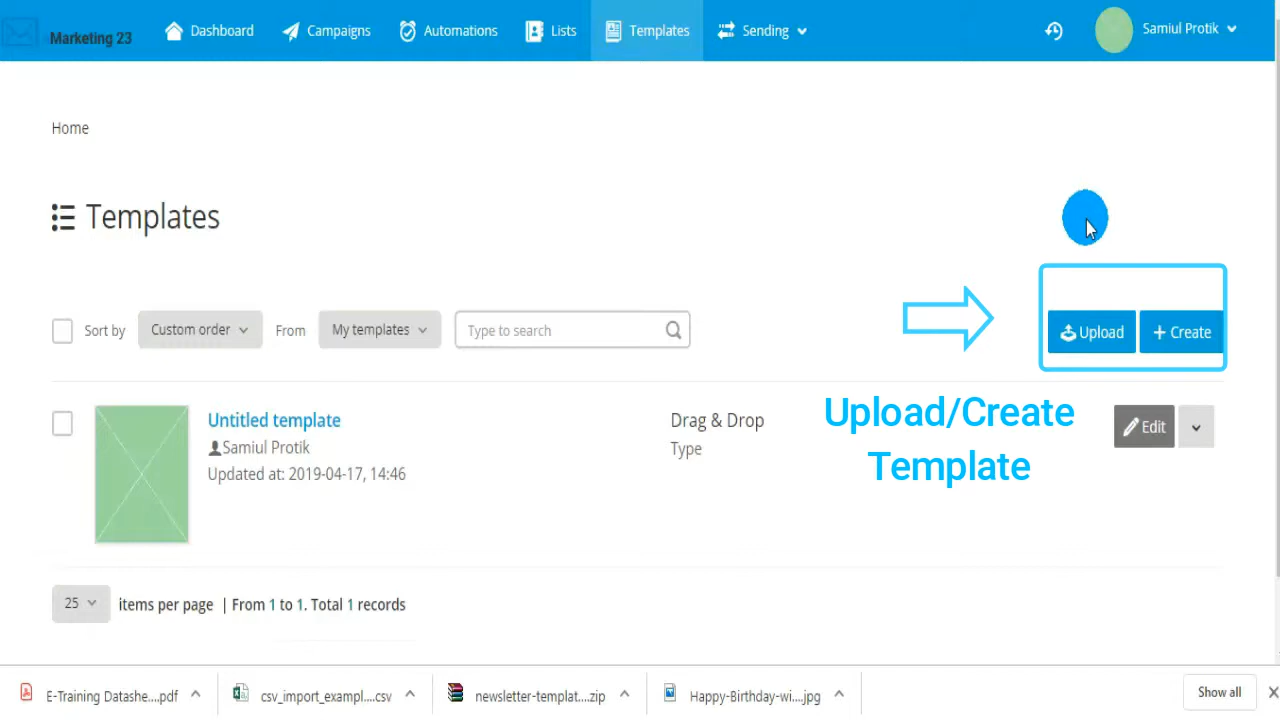 Marketing 23 Dashboard Campaigns Automations Lists Templates Sending Samiul Protik
Home
Templates
Sort by Custom order From My templates Type to search Upload + Create
Untitled template Drag & Drop Edit
Samiul Protik Type
Updated at: 2019-04-17, 14:46
Upload/Create
Template
25 items per page | From 1 to 1. Total 1 records
E-Training Datashe....pdf csv_import_exampl....csv newsletter-templat....zip Happy-Birthday-wi....jpg Show all